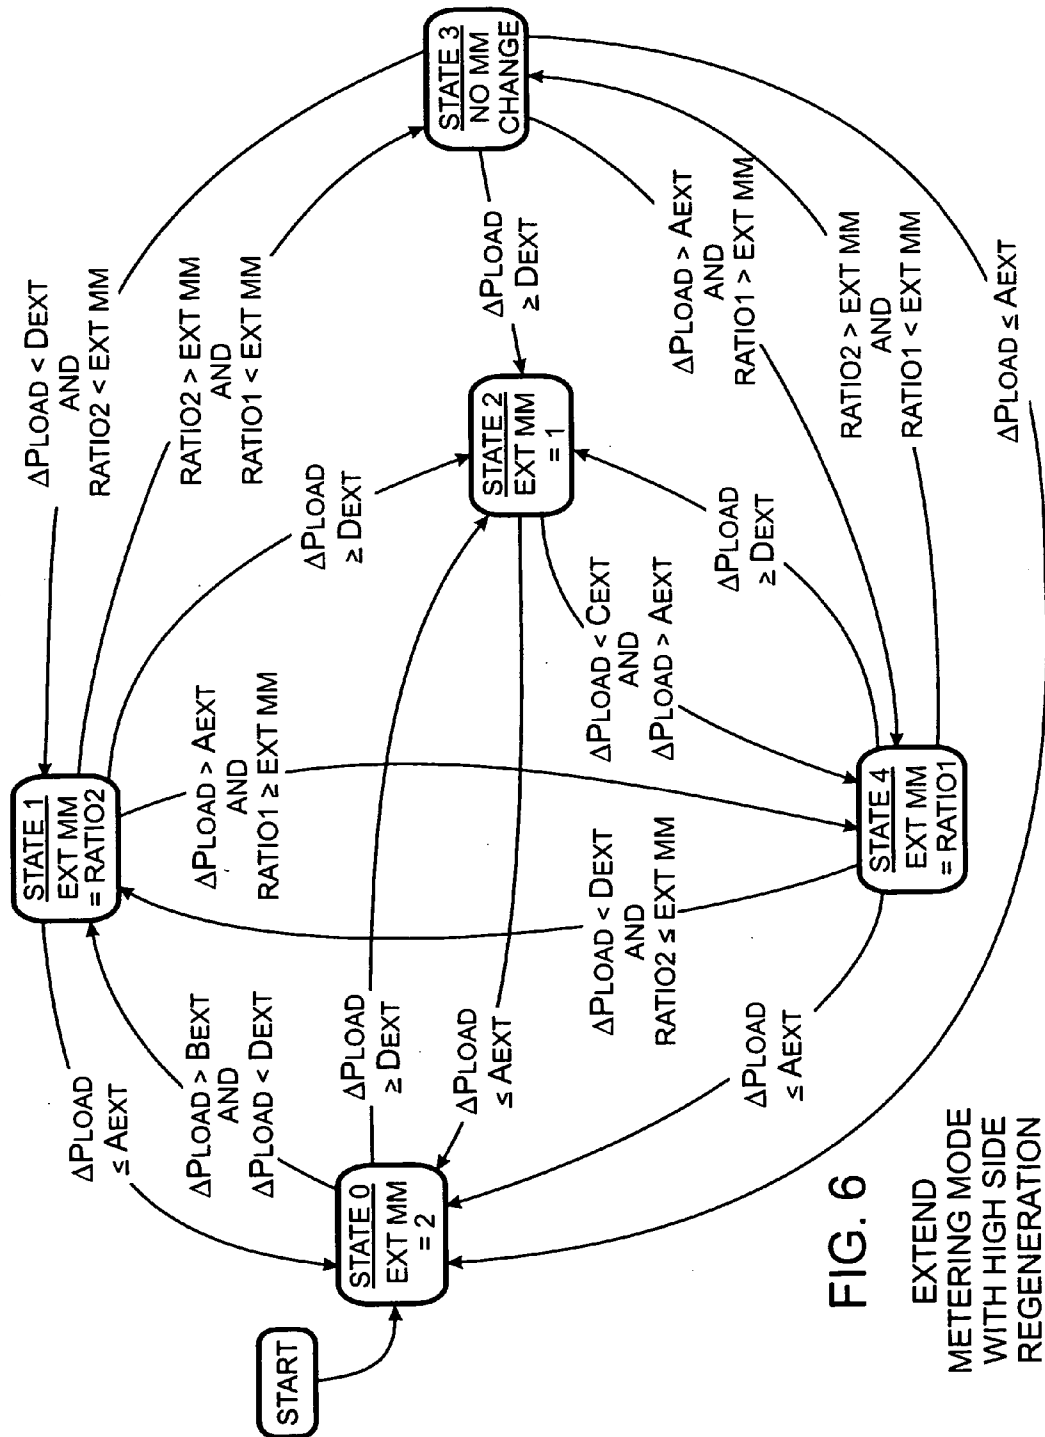 START
STATE 0
EXT MM
= 2
ΔPLOAD
≤ AEXT
ΔPLOAD > BEXT
AND
ΔPLOAD < DEXT
ΔPLOAD
≥ DEXT
ΔPLOAD
≤ AEXT
STATE 1
EXT MM
= RATIO2
ΔPLOAD < DEXT
AND
RATIO2 < EXT MM
RATIO2 > EXT MM
AND
RATIO1 < EXT MM
ΔPLOAD
≥ DEXT
ΔPLOAD > AEXT
AND
RATIO1 ≥ EXT MM
STATE 2
EXT MM
= 1
ΔPLOAD
≥ DEXT
STATE 3
NO MM
CHANGE
ΔPLOAD < CEXT
AND
ΔPLOAD > AEXT
ΔPLOAD
≥ DEXT
ΔPLOAD > AEXT
AND
RATIO1 > EXT MM
ΔPLOAD < DEXT
AND
RATIO2 ≤ EXT MM
STATE 4
EXT MM
= RATIO1
RATIO2 > EXT MM
AND
RATIO1 < EXT MM
ΔPLOAD
≤ AEXT
ΔPLOAD ≤ AEXT
FIG. 6
EXTEND
METERING MODE
WITH HIGH SIDE
REGENERATION